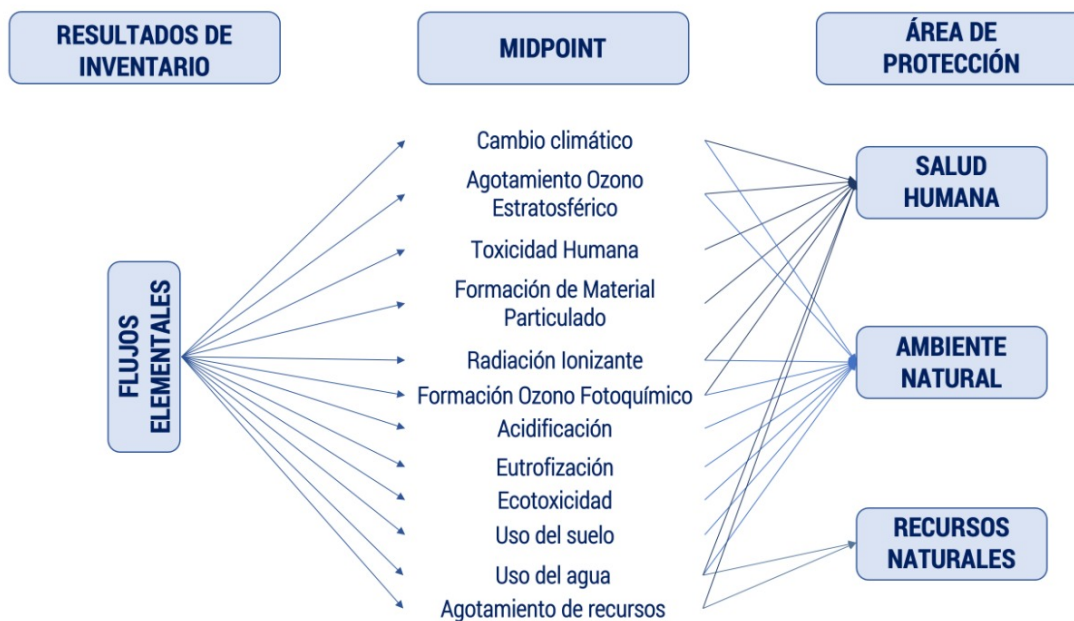 RESULTADOS DE
INVENTARIO
MIDPOINT
ÁREA DE
PROTECCIÓN
FLUJOS
ELEMENTALES
Cambio climático
Agotamiento Ozono
Estratosférico
Toxicidad Humana
Formación de Material
Particulado
Radiación Ionizante
Formación Ozono Fotoquímico
Acidificación
Eutrofización
Ecotoxicidad
Uso del suelo
Uso del agua
Agotamiento de recursos
SALUD
HUMANA
AMBIENTE
NATURAL
RECURSOS
NATURALES